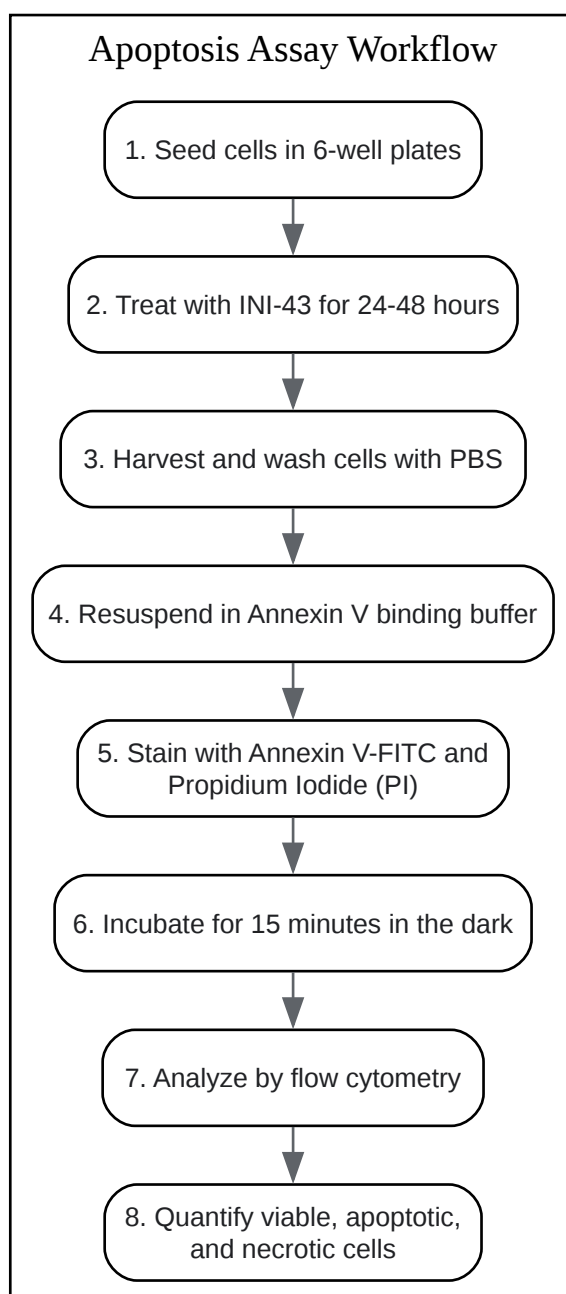 Apoptosis Assay Workflow
1. Seed cells in 6-well plates
2. Treat with INI-43 for 24-48 hours
3. Harvest and wash cells with PBS
4. Resuspend in Annexin V binding buffer
5. Stain with Annexin V-FITC and
Propidium Iodide (PI)
6. Incubate for 15 minutes in the dark
7. Analyze by flow cytometry
8. Quantify viable, apoptotic,
and necrotic cells